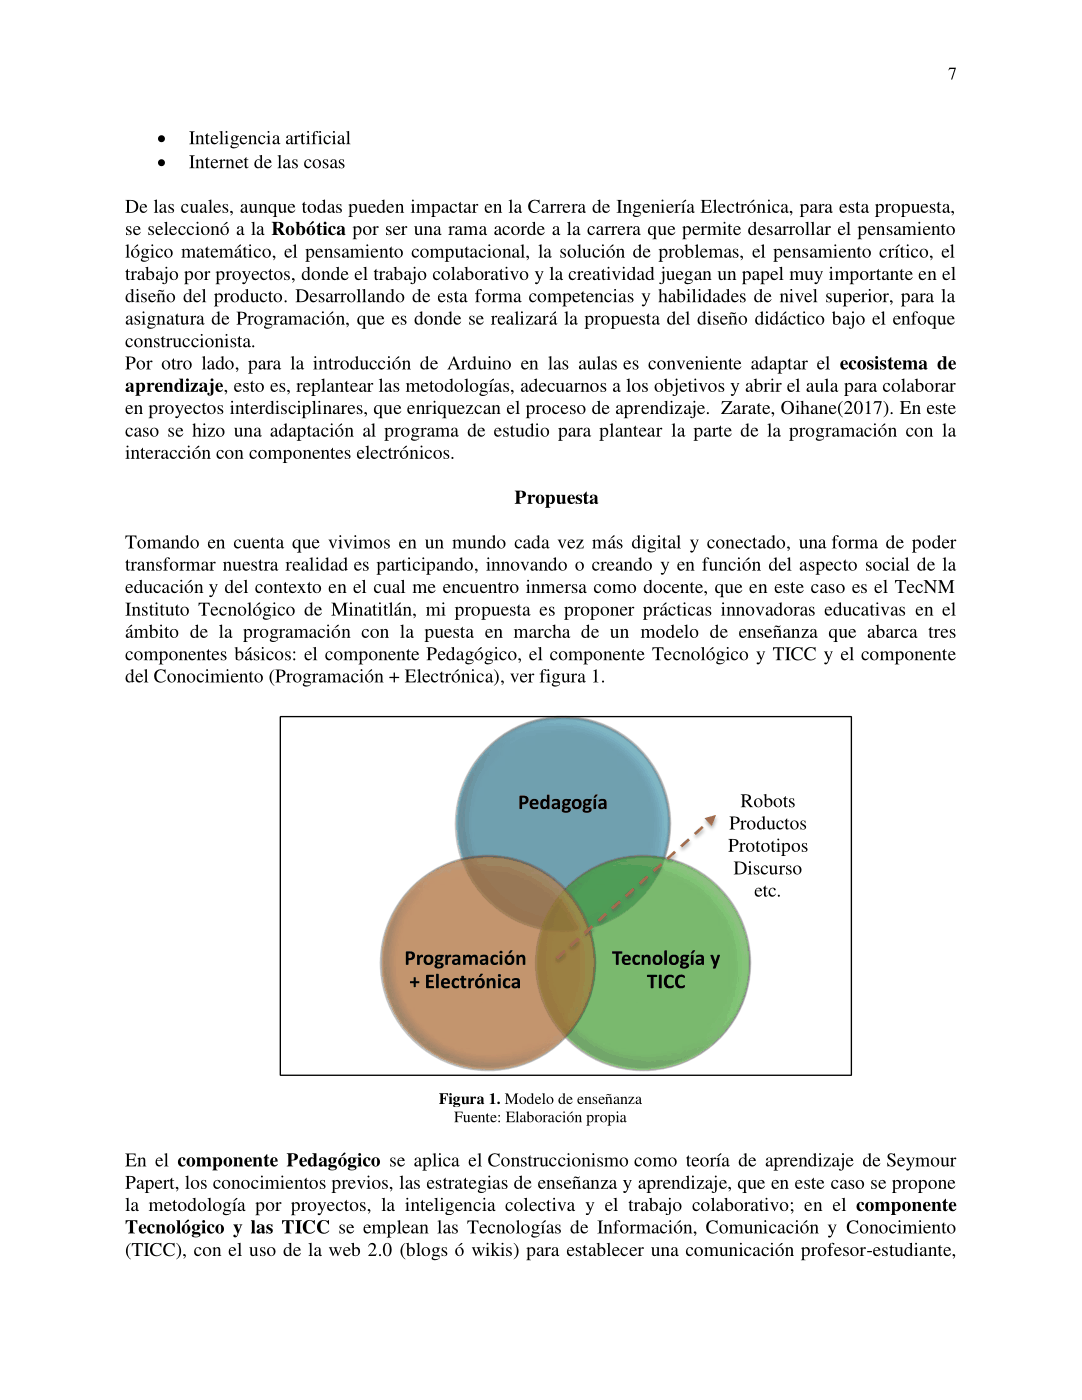 7
• Inteligencia artificial
• Internet de las cosas
De las cuales, aunque todas pueden impactar en la Carrera de Ingeniería Electrónica, para esta propuesta,
se seleccionó a la Robótica por ser una rama acorde a la carrera que permite desarrollar el pensamiento
lógico matemático, el pensamiento computacional, la solución de problemas, el pensamiento crítico, el
trabajo por proyectos, donde el trabajo colaborativo y la creatividad juegan un papel muy importante en el
diseño del producto. Desarrollando de esta forma competencias y habilidades de nivel superior, para la
asignatura de Programación, que es donde se realizará la propuesta del diseño didáctico bajo el enfoque
construccionista.
Por otro lado, para la introducción de Arduino en las aulas es conveniente adaptar el ecosistema de
aprendizaje, esto es, replantear las metodologías, adecuarnos a los objetivos y abrir el aula para colaborar
en proyectos interdisciplinares, que enriquezcan el proceso de aprendizaje. Zarate, Oihane(2017). En este
caso se hizo una adaptación al programa de estudio para plantear la parte de la programación con la
interacción con componentes electrónicos.
Propuesta
Tomando en cuenta que vivimos en un mundo cada vez más digital y conectado, una forma de poder
transformar nuestra realidad es participando, innovando o creando y en función del aspecto social de la
educación y del contexto en el cual me encuentro inmersa como docente, que en este caso es el TecNM
Instituto Tecnológico de Minatitlán, mi propuesta es proponer prácticas innovadoras educativas en el
ámbito de la programación con la puesta en marcha de un modelo de enseñanza que abarca tres
componentes básicos: el componente Pedagógico, el componente Tecnológico y TICC y el componente
del Conocimiento (Programación + Electrónica), ver figura 1.
Pedagogía
Robots
Productos
Prototipos
Discurso
etc.
Programación
+ Electrónica
Tecnología y
TICC
Figura 1. Modelo de enseñanza
Fuente: Elaboración propia
En el componente Pedagógico se aplica el Construccionismo como teoría de aprendizaje de Seymour
Papert, los conocimientos previos, las estrategias de enseñanza y aprendizaje, que en este caso se propone
la metodología por proyectos, la inteligencia colectiva y el trabajo colaborativo; en el componente
Tecnológico y las TICC se emplean las Tecnologías de Información, Comunicación y Conocimiento
(TICC), con el uso de la web 2.0 (blogs ó wikis) para establecer una comunicación profesor-estudiante,